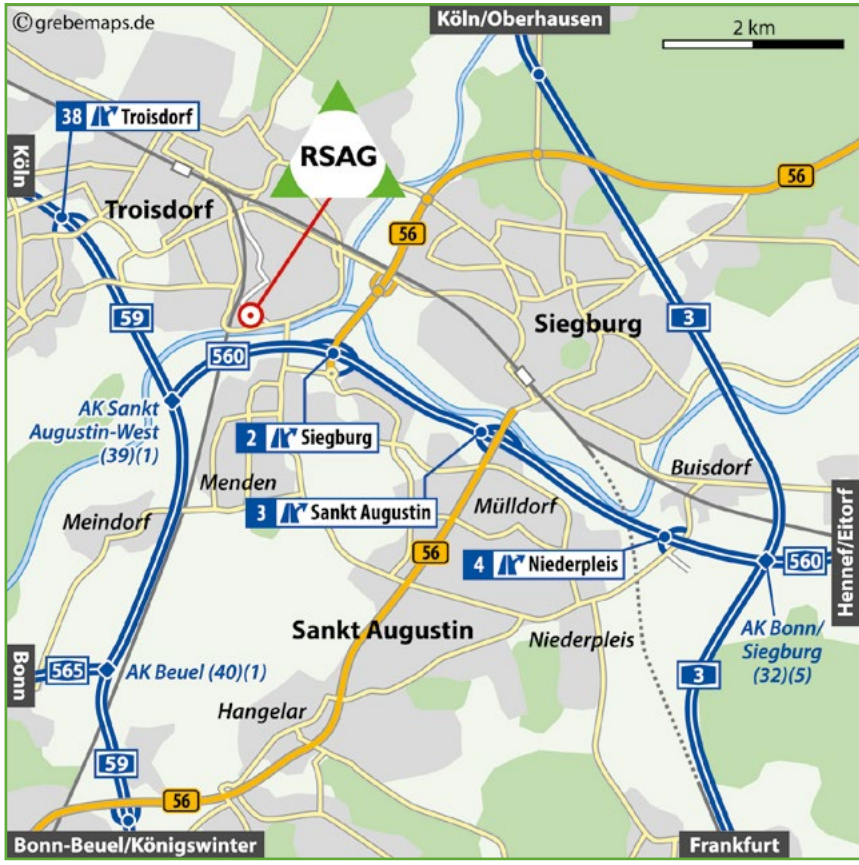 ©grebemaps.de
Köln/Oberhausen
2 km
38 Troisdorf
RSAG
Köln
56
Troisdorf
56
59
3
Siegburg
560
AK Sankt
Augustin-West
(39)(1)
2 Siegburg
Menden
Buisdorf
3 Sankt Augustin
Mülldorf
Meindorf
56
4 Niederpleis
560
Hennef/Eitorf
Sankt Augustin
Niederpleis
AK Bonn/
Siegburg
(32)(5)
Bonn
565
AK Beuel (40)(1)
3
Hangelar
59
56
Bonn-Beuel/Königswinter
Frankfurt